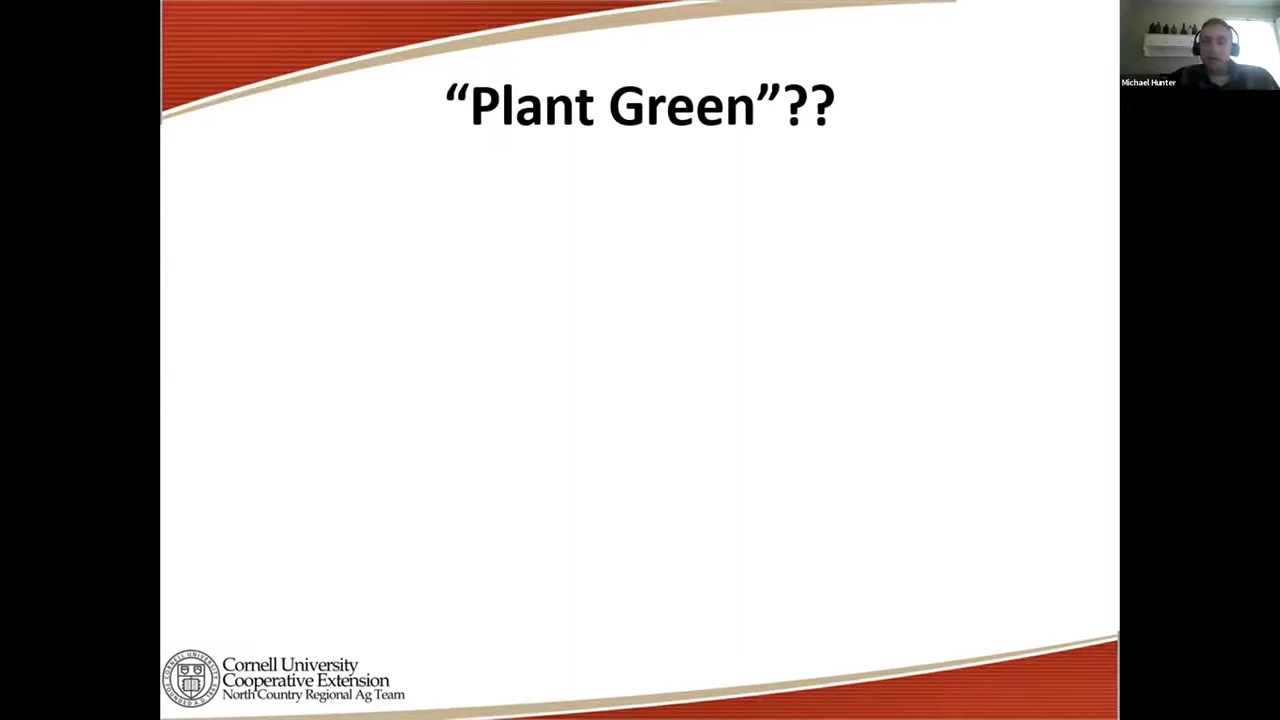 “Plant Green”??
Michael Hunter
Cornell University
Cooperative Extension
North Country Regional Ag Team